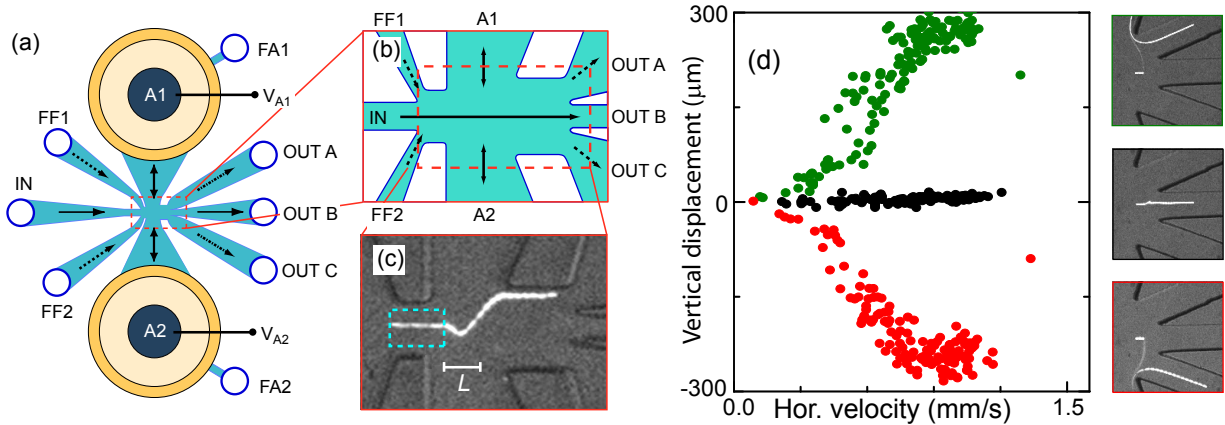 (a)
FA1
A1
V_A1
FF1
OUT A
IN
OUT B
OUT C
FF2
A2
V_A2
FA2
(b)
FF1
A1
OUT A
IN
OUT B
OUT C
FF2
A2
(c)
L
(d)
Vertical displacement (µm)
300
0
-300
0.0
Hor. velocity (mm/s)
1.5